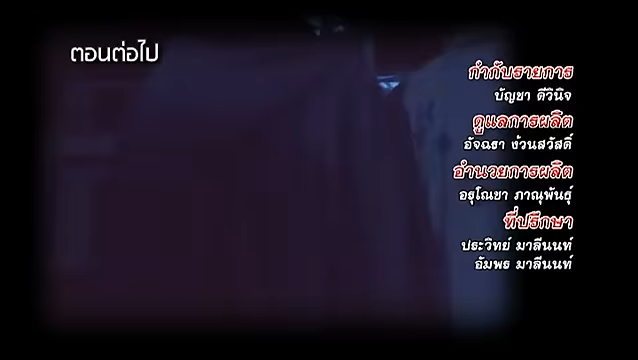 ตอนต่อไป
กำกับรายการ
บัญชา ดีวินิจ
ดูแลการผลิต
อัจฉรา ง้วนสวัสดิ์
อำนวยการผลิต
อรุโณชา ภาณุพันธุ์
ที่ปรึกษา
ประวิทย์ มาลีนนท์
อัมพร มาลีนนท์